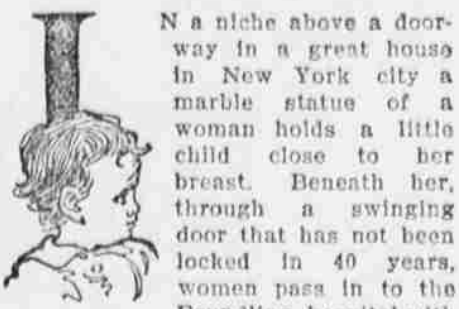 IN a niche above a door-
way in a great house
in New York city a
marble statue of a
woman holds a little
child close to her
breast. Beneath her,
through a swinging
door that has not been
locked in 40 years,
women pass in to the